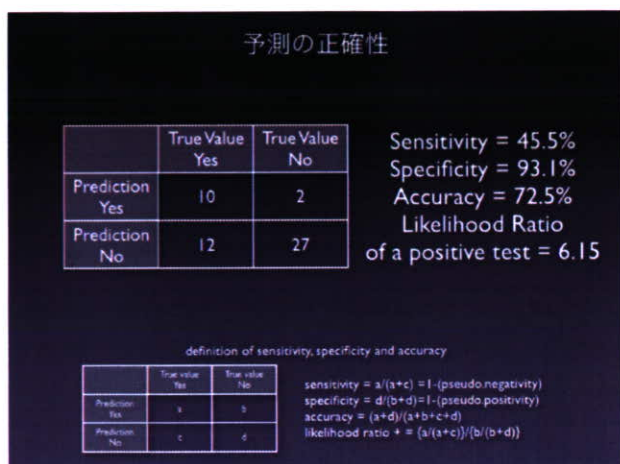 予測の正確性
True Value Yes True Value No
Prediction Yes 10 2
Prediction No 12 27
Sensitivity = 45.5%
Specificity = 93.1%
Accuracy = 72.5%
Likelihood Ratio
of a positive test = 6.15
definition of sensitivity, specificity and accuracy
True value Yes True value No
Prediction Yes a b
Prediction No c d
sensitivity = a/(a+c) =1-(pseudo.negativity)
specificity = d/(b+d)=1-(pseudo.positivity)
accuracy = (a+d)/(a+b+c+d)
likelihood ratio + = {a/(a+c)}/{b/(b+d)}